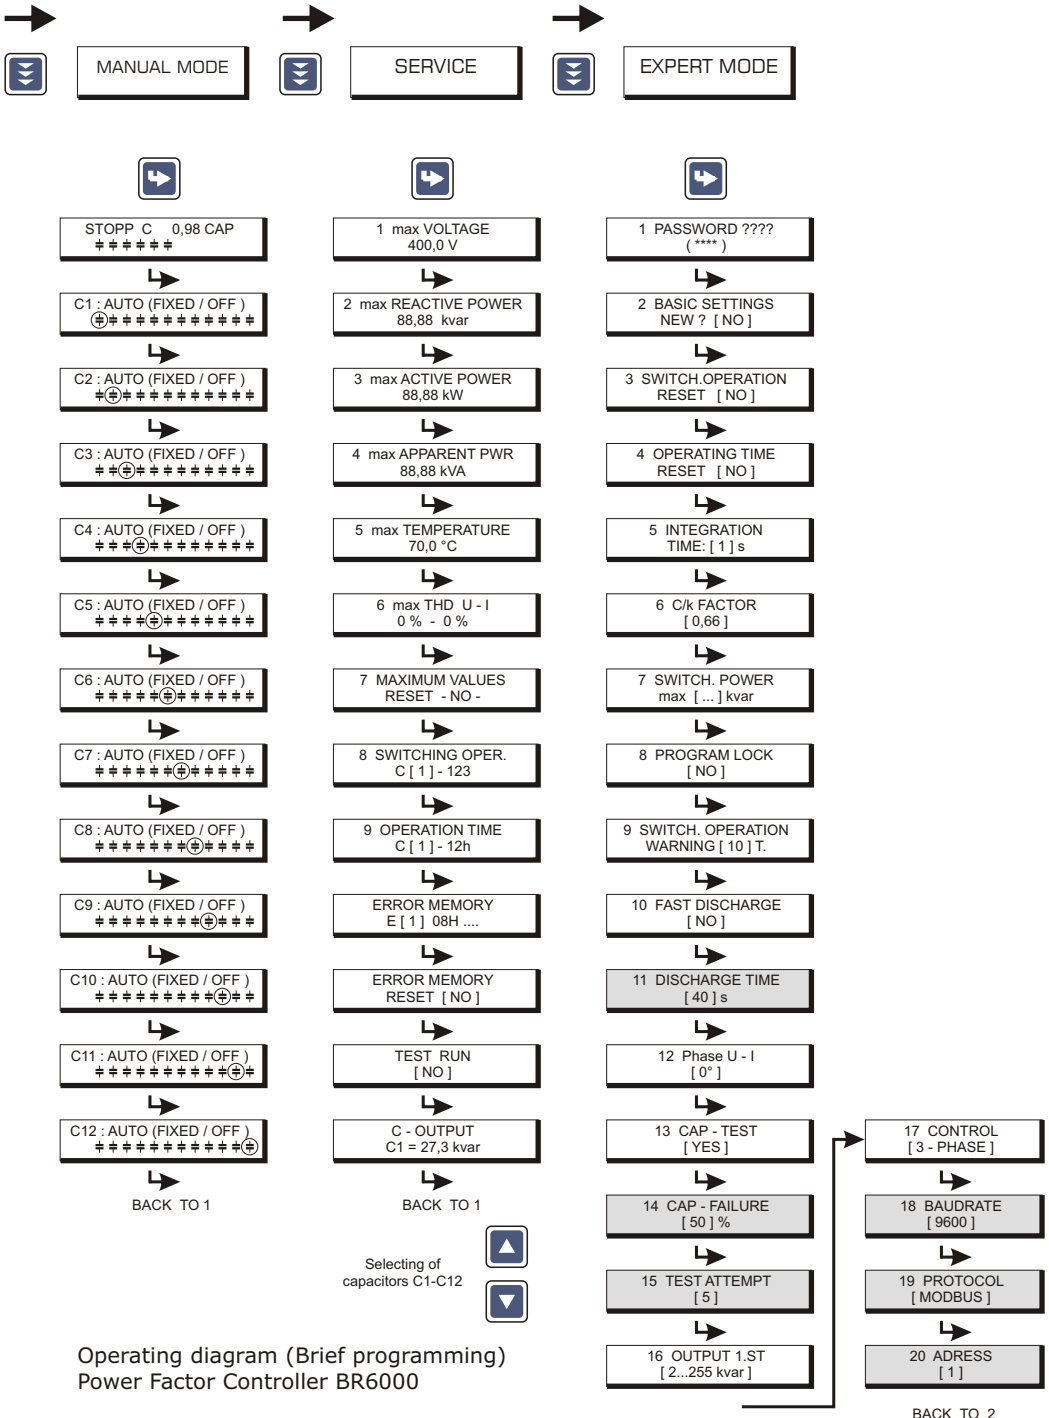 MANUAL MODE
SERVICE
EXPERT MODE
STOPP C 0,98 CAP
C1 : AUTO (FIXED / OFF )
C2 : AUTO (FIXED / OFF )
C3 : AUTO (FIXED / OFF )
C4 : AUTO (FIXED / OFF )
C5 : AUTO (FIXED / OFF )
C6 : AUTO (FIXED / OFF )
C7 : AUTO (FIXED / OFF )
C8 : AUTO (FIXED / OFF )
C9 : AUTO (FIXED / OFF )
C10 : AUTO (FIXED / OFF )
C11 : AUTO (FIXED / OFF )
C12 : AUTO (FIXED / OFF )
BACK TO 1
1 max VOLTAGE
400,0 V
2 max REACTIVE POWER
88,88 kvar
3 max ACTIVE POWER
88,88 kW
4 max APPARENT PWR
88,88 kVA
5 max TEMPERATURE
70,0 °C
6 max THD U - I
0 % - 0 %
7 MAXIMUM VALUES
RESET - NO -
8 SWITCHING OPER.
C [ 1 ] - 123
9 OPERATION TIME
C [ 1 ] - 12h
ERROR MEMORY
E [ 1 ] 08H ....
ERROR MEMORY
RESET [ NO ]
TEST RUN
[ NO ]
C - OUTPUT
C1 = 27,3 kvar
BACK TO 1
Selecting of
capacitors C1-C12
1 PASSWORD ????
( **** )
2 BASIC SETTINGS
NEW ? [ NO ]
3 SWITCH.OPERATION
RESET [ NO ]
4 OPERATING TIME
RESET [ NO ]
5 INTEGRATION
TIME: [ 1 ] s
6 C/k FACTOR
[ 0,66 ]
7 SWITCH. POWER
max [ ... ] kvar
8 PROGRAM LOCK
[ NO ]
9 SWITCH. OPERATION
WARNING [ 10 ] T.
10 FAST DISCHARGE
[ NO ]
11 DISCHARGE TIME
[ 40 ] s
12 Phase U - I
[ 0° ]
13 CAP - TEST
[ YES ]
14 CAP - FAILURE
[ 50 ] %
15 TEST ATTEMPT
[ 5 ]
16 OUTPUT 1.ST
[ 2...255 kvar ]
17 CONTROL
[ 3 - PHASE ]
18 BAUDRATE
[ 9600 ]
19 PROTOCOL
[ MODBUS ]
20 ADRESS
[ 1 ]
BACK TO 2
Operating diagram (Brief programming)
Power Factor Controller BR6000